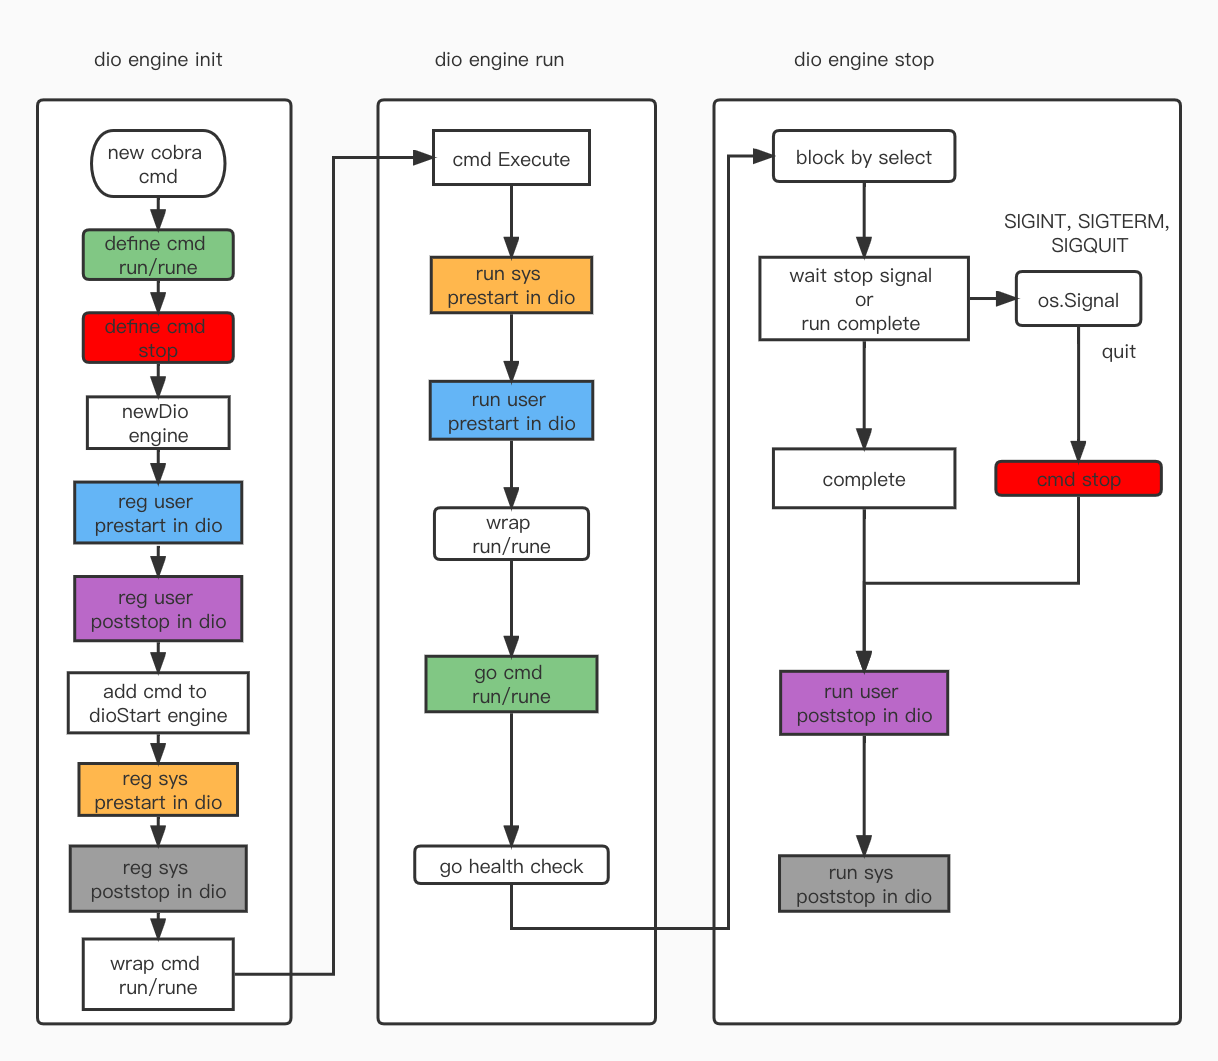 dio engine init
new cobra
cmd
define cmd
run/rune
define cmd
stop
newDio
engine
reg user
prestart in dio
reg user
poststop in dio
add cmd to
dioStart engine
reg sys
prestart in dio
reg sys
poststop in dio
wrap cmd
run/rune
dio engine run
cmd Execute
run sys
prestart in dio
run user
prestart in dio
wrap
run/rune
go cmd
run/rune
go health check
dio engine stop
block by select
SIGINT, SIGTERM,
SIGQUIT
wait stop signal
or
run complete
os.Signal
quit
complete
cmd stop
run user
poststop in dio
run sys
poststop in dio